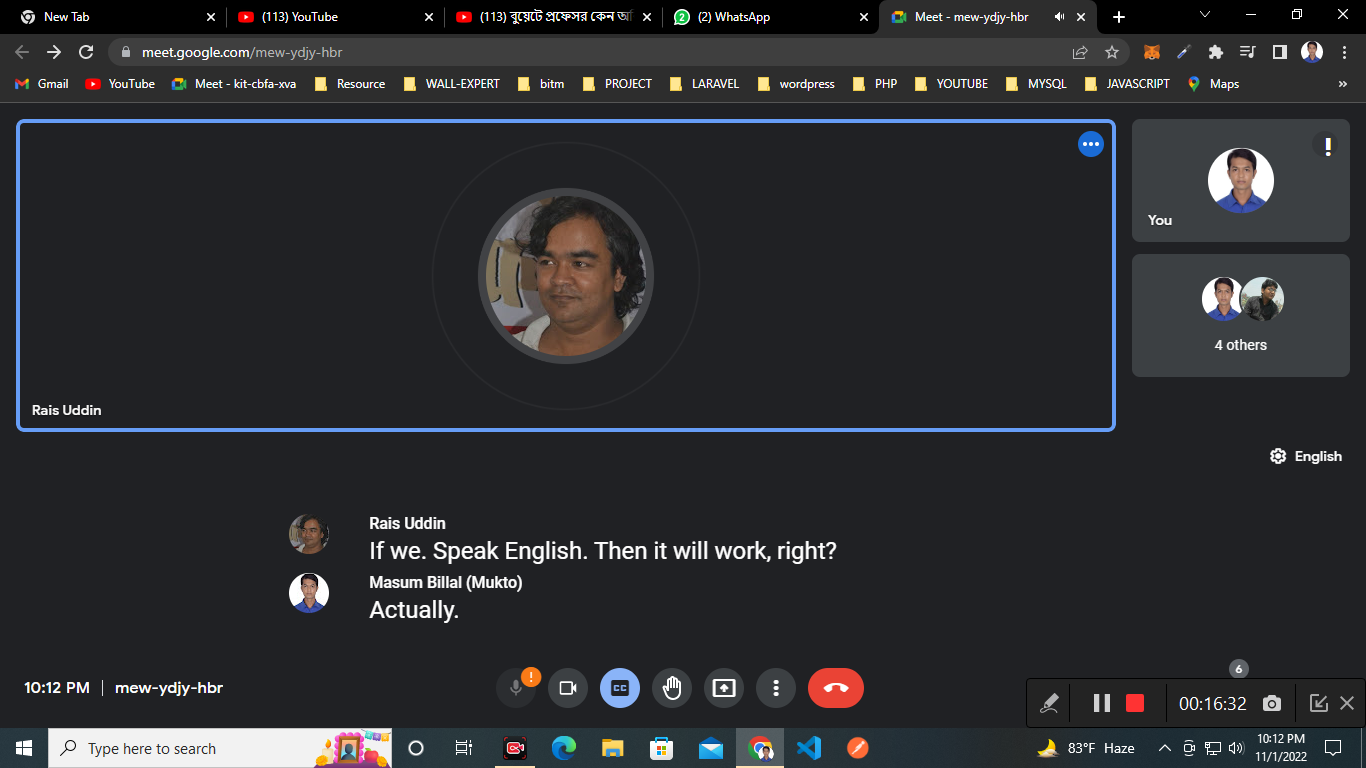 New Tab
(113) YouTube
(113) বুয়েটে প্রফেসর কেন
(2) WhatsApp
Meet - mew-ydjy-hbr
meet.google.com/mew-ydjy-hbr
Gmail YouTube Meet - kit-cbfa-xva Resource WALL-EXPERT bitm PROJECT LARAVEL wordpress PHP YOUTUBE MYSQL JAVASCRIPT Maps »
You
4 others
Rais Uddin
English
Rais Uddin
If we. Speak English. Then it will work, right?
Masum Billal (Mukto)
Actually.
10:12 PM | mew-ydjy-hbr
!
CC
6
00:16:32
Type here to search
83°F Haze
10:12 PM
11/1/2022